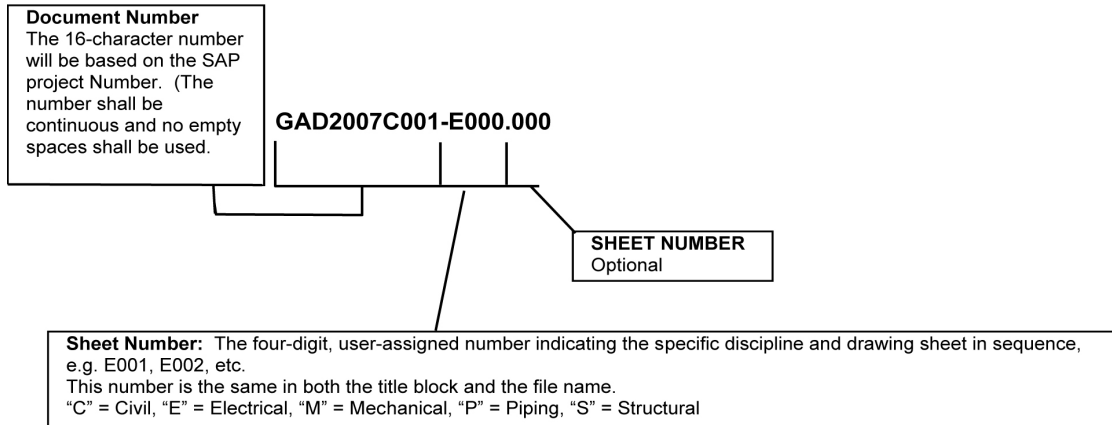 Document Number
The 16-character number
will be based on the SAP
project Number.  (The
number shall be
continuous and no empty
spaces shall be used.
GAD2007C001-E000.000
SHEET NUMBER
Optional
Sheet Number:  The four-digit, user-assigned number indicating the specific discipline and drawing sheet in sequence,
e.g. E001, E002, etc.
This number is the same in both the title block and the file name.
“C” = Civil, “E” = Electrical, “M” = Mechanical, “P” = Piping, “S” = Structural